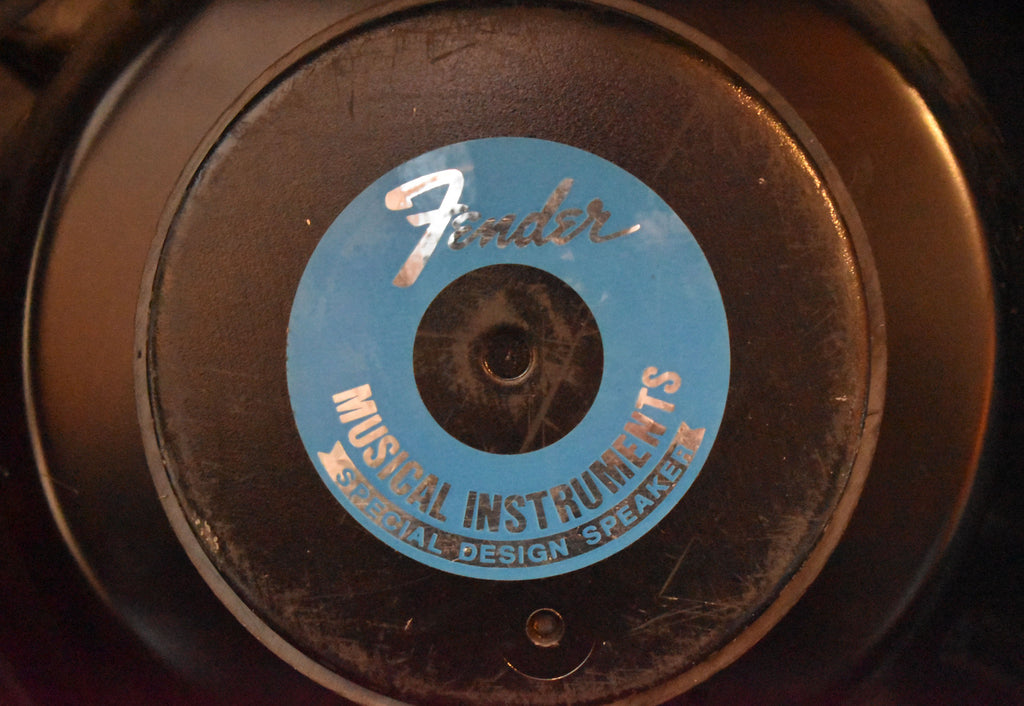 Fender
MUSICAL INSTRUMENTS
SPECIAL DESIGN SPEAKER